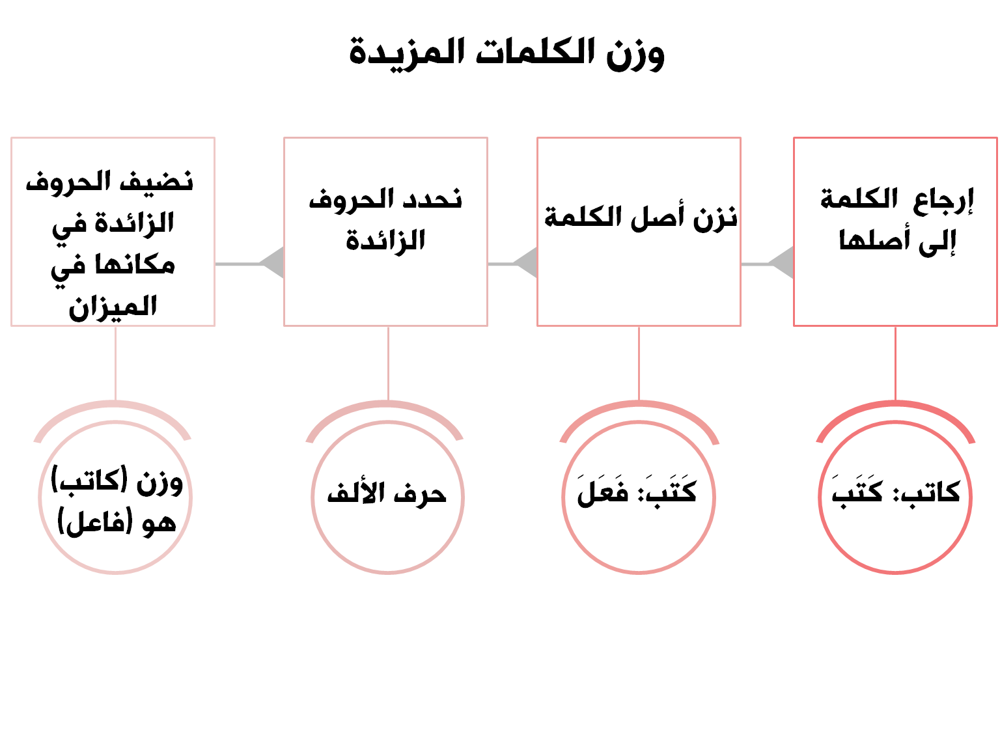 وزن الكلمات المزيدة
إرجاع الكلمة
إلى أصلها
نزن أصل الكلمة
نحدد الحروف
الزائدة
نضيف الحروف
الزائدة في
مكانها في
الميزان
كاتب: كَتَبَ
كَتَبَ: فَعَلَ
حرف الألف
وزن (كاتب)
هو (فاعل)